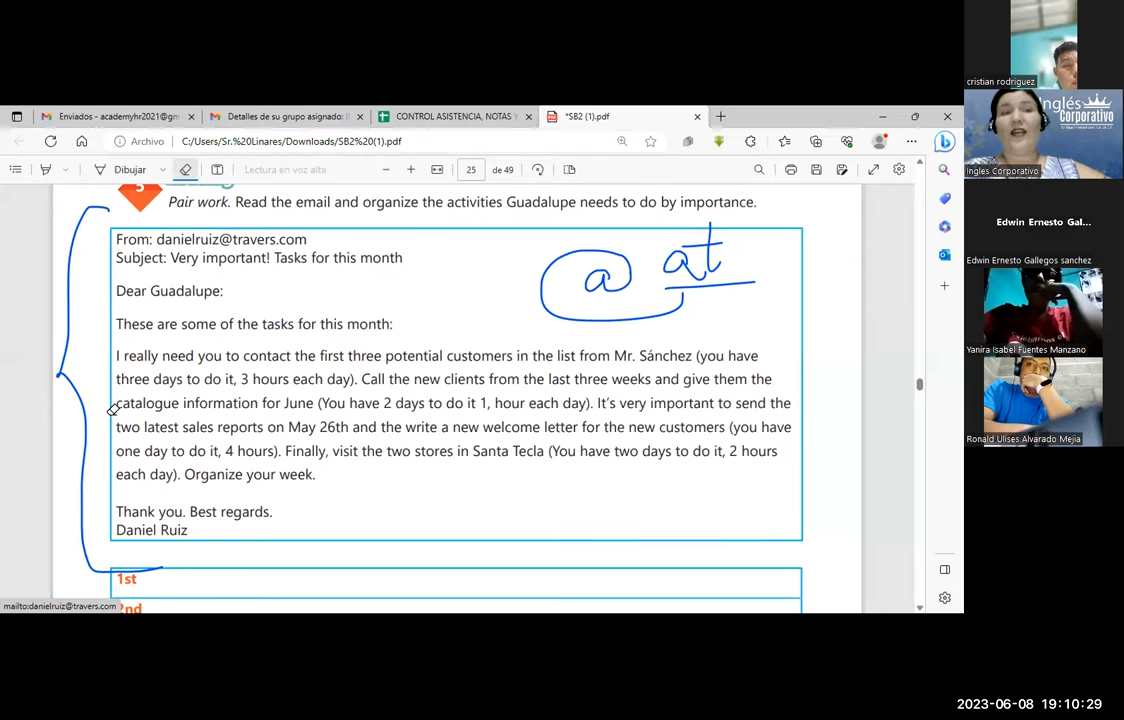 Enviados - academyhr2021@gm
Detalles de su grupo asignado: I
CONTROL ASISTENCIA, NOTAS Y
*SB2 (1).pdf
Archivo
C:/Users/Sr.%20Linares/Downloads/SB2%20(1).pdf
Dibujar
Lectura en voz alta
25
de 49
5
Pair work. Read the email and organize the activities Guadalupe needs to do by importance.
From: danielruiz@travers.com
Subject: Very important! Tasks for this month
@ at
Dear Guadalupe:
These are some of the tasks for this month:
I really need you to contact the first three potential customers in the list from Mr. Sánchez (you have
three days to do it, 3 hours each day). Call the new clients from the last three weeks and give them the
catalogue information for June (You have 2 days to do it 1, hour each day). It's very important to send the
two latest sales reports on May 26th and the write a new welcome letter for the new customers (you have
one day to do it, 4 hours). Finally, visit the two stores in Santa Tecla (You have two days to do it, 2 hours
each day). Organize your week.
Thank you. Best regards.
Daniel Ruiz
1st
2nd
mailto:danielruiz@travers.com
cristian rodriguez
Inglés
Corporativo
Ingles Corporativo
Edwin Ernesto Gal...
Edwin Ernesto Gallegos sanchez
Yanira Isabel Fuentes Manzano
Ronald Ulises Alvarado Mejia
2023-06-08 19:10:29